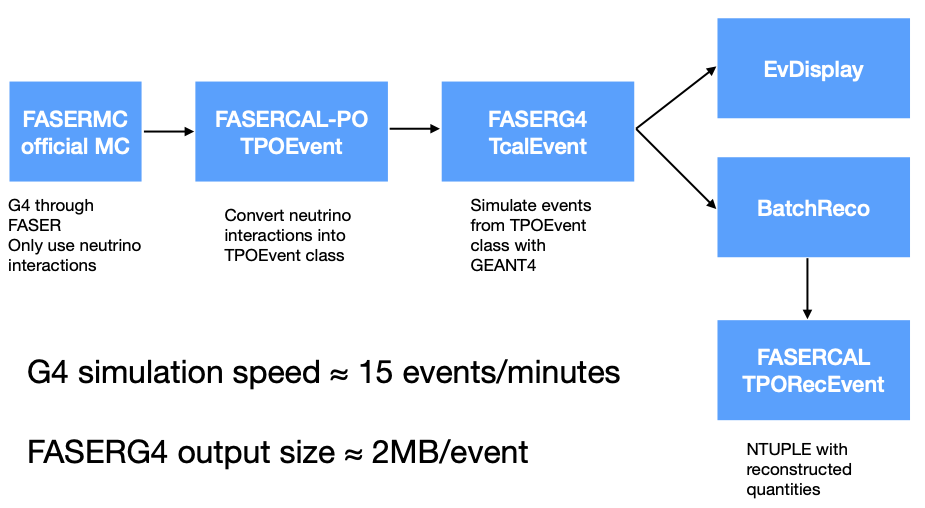 FASERMC
official MC
G4 through
FASER
Only use neutrino
interactions
FASERCAL-PO
TPOEvent
Convert neutrino
interactions into
TPOEvent class
FASERG4
TcalEvent
Simulate events
from TPOEvent
class with
GEANT4
EvDisplay
BatchReco
FASERCAL
TPORecEvent
NTUPLE with
reconstructed
quantities
G4 simulation speed ≈ 15 events/minutes
FASERG4 output size ≈ 2MB/event